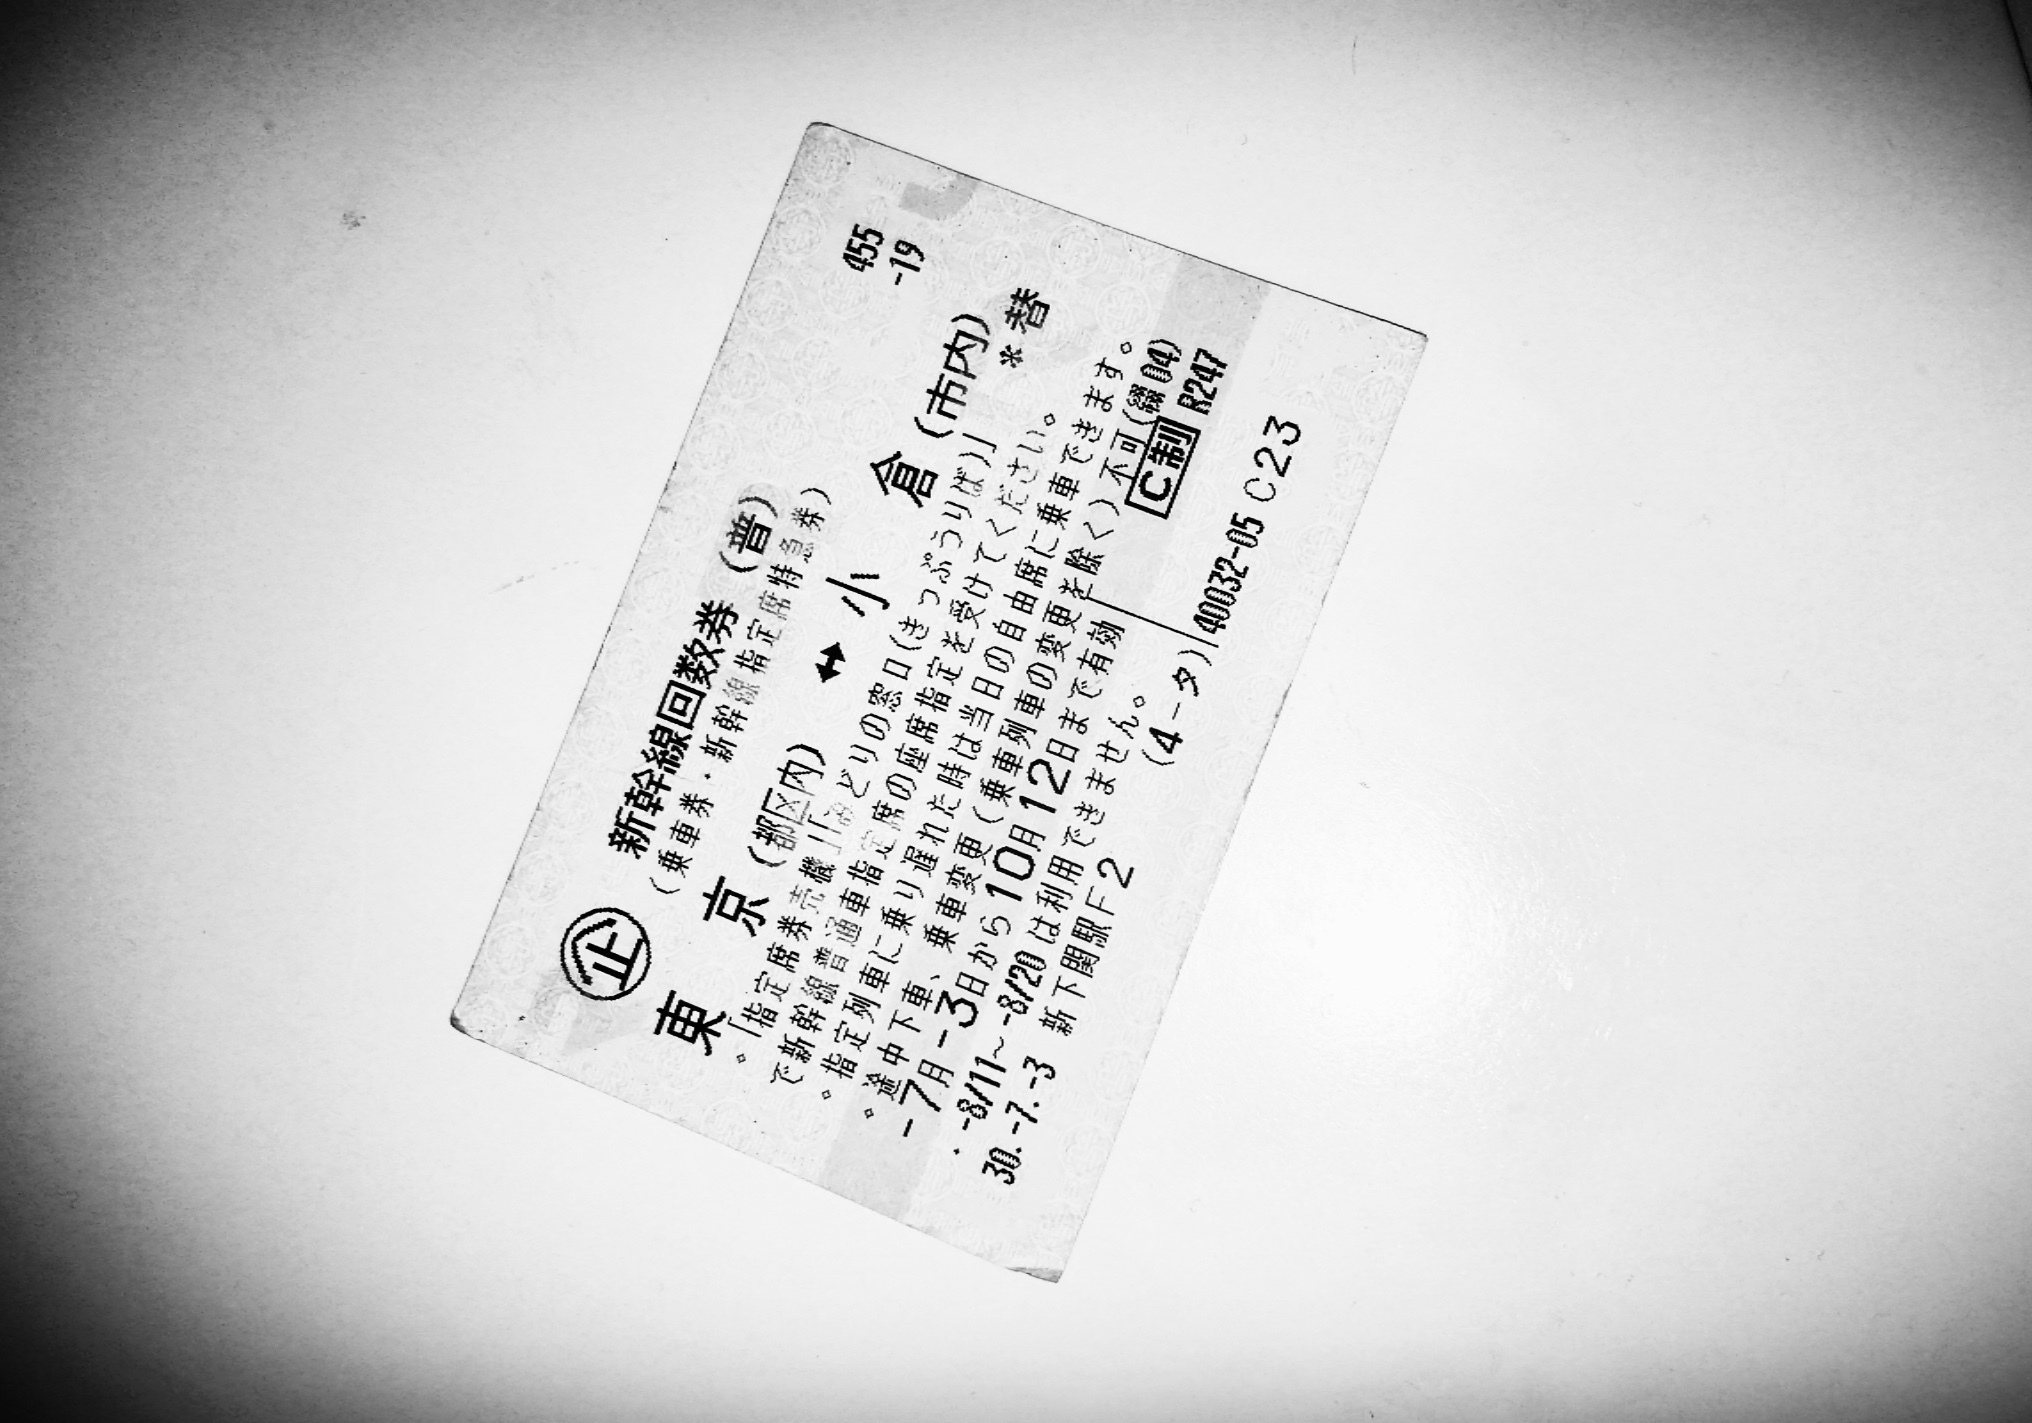 企 新幹線回数券 (普) 455
(乗車券・新幹線指定席特急券) -19
東 京 (都区内) ↔ 小 倉 (市内)
*替
。「指定席券売機」「みどりの窓口(きっぷうりば)」
で新幹線普通車指定席の座席指定を受けてください。
。指定列車に乗り遅れた時は当日の自由席に乗車できます。
。途中下車、乗車変更(乗車列車の変更を除く)不可(04)
-7月-3日から10月12日まで有効 C制 R247
・-8/11~-8/20は利用できません。
30.-7.-3 新下関駅F2 (4-タ) 40032-05 C23